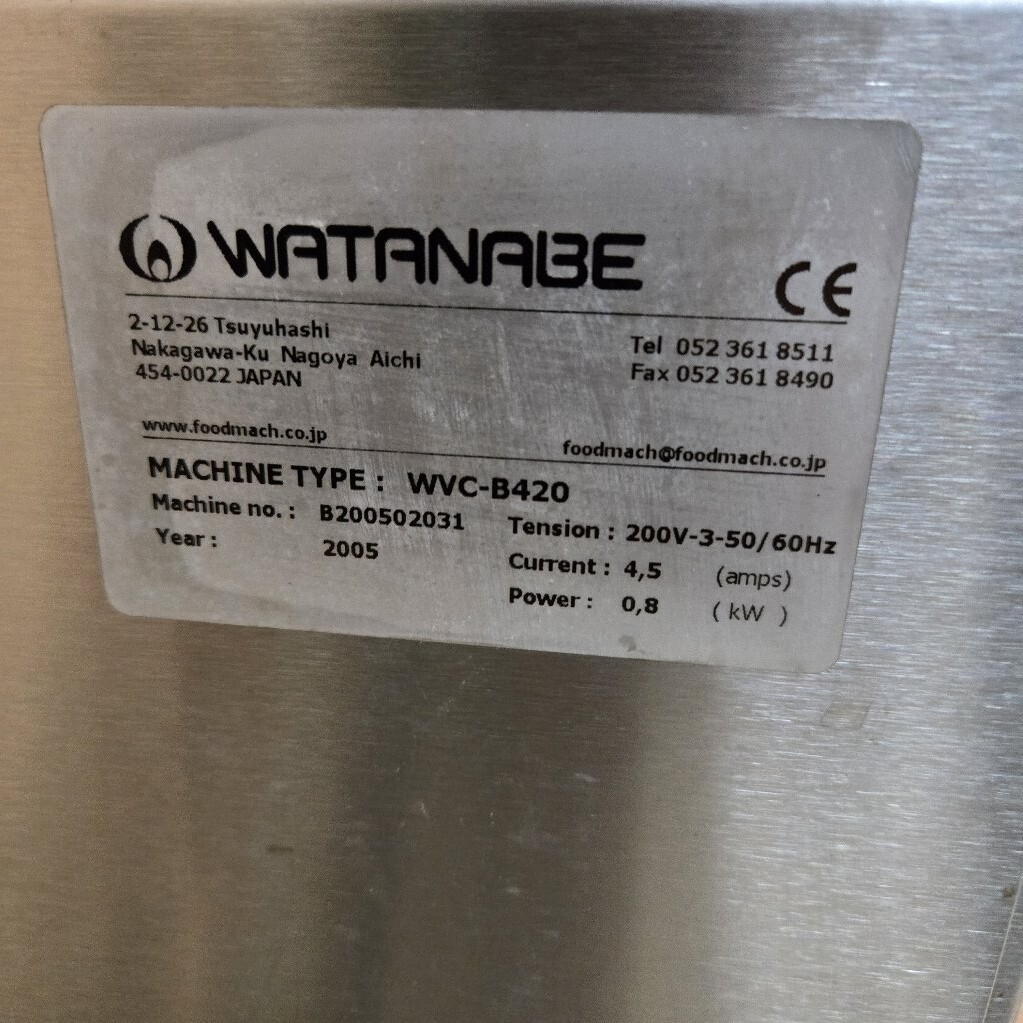 WATANABE
CE
2-12-26 Tsuyuhashi
Nakagawa-Ku Nagoya Aichi
454-0022 JAPAN
Tel 052 361 8511
Fax 052 361 8490
www.foodmach.co.jp
foodmach@foodmach.co.jp
MACHINE TYPE : WVC-B420
Machine no. : B200502031
Year : 2005
Tension : 200V-3-50/60Hz
Current : 4,5 (amps)
Power : 0,8 ( kW )